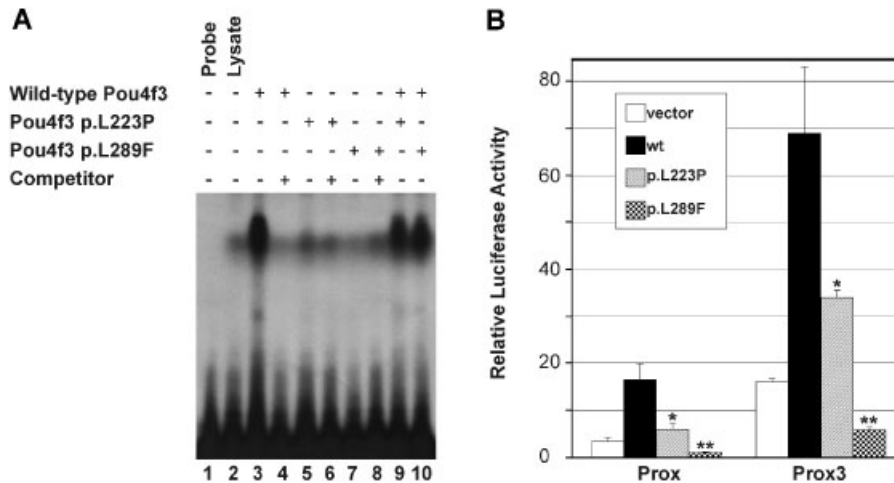 A
Probe
Lysate
Wild-type Pou4f3 - - + + - - - - + +
Pou4f3 p.L223P - - - - + + - - + -
Pou4f3 p.L289F - - - - - - + + - +
Competitor - - - + - + - + - -
1 2 3 4 5 6 7 8 9 10
B
Relative Luciferase Activity
80
60
40
20
0
vector
wt
p.L223P
p.L289F
* ** * **
Prox Prox3